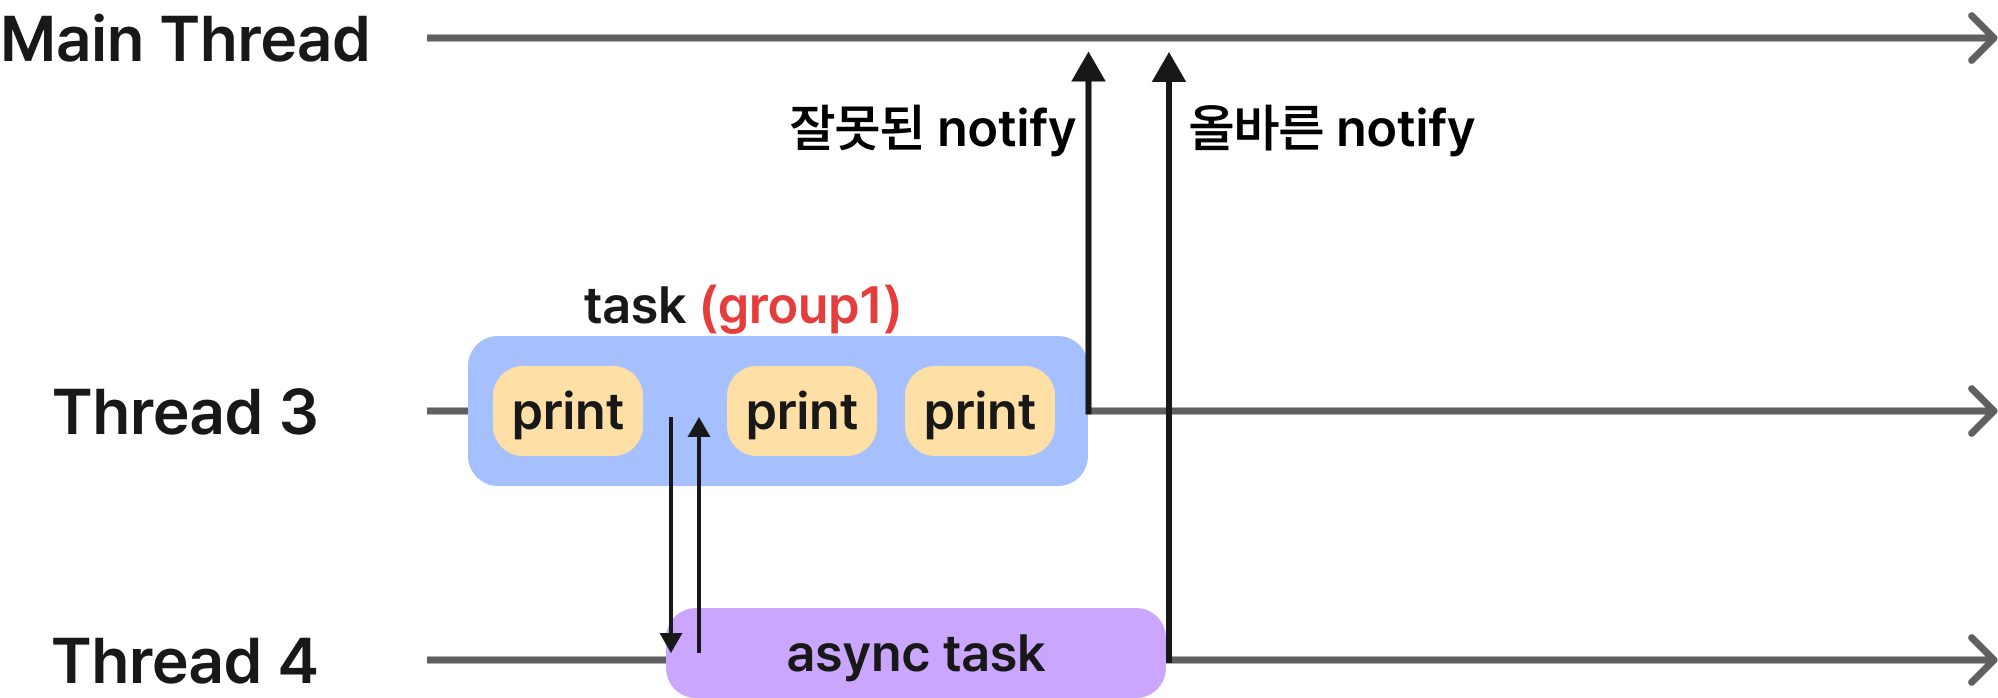 Main Thread
잘못된 notify
올바른 notify
task (group1)
Thread 3
print
print
print
Thread 4
async task